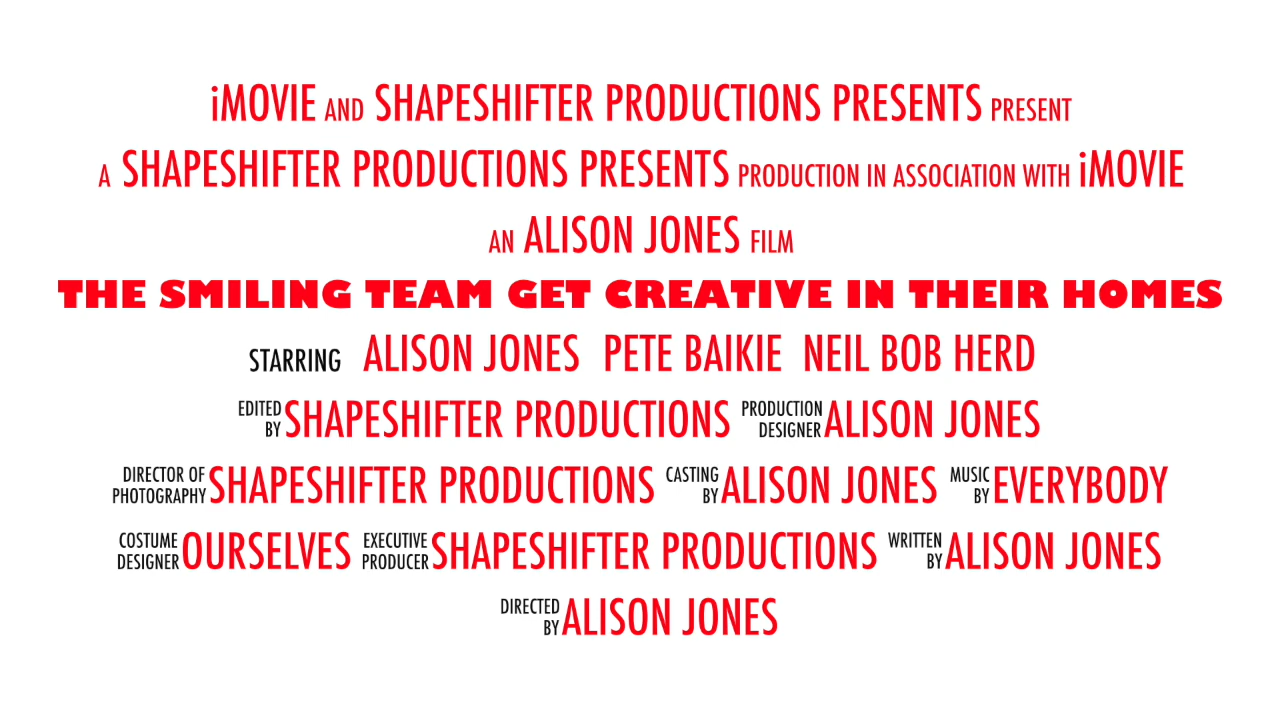 iMOVIE AND SHAPESHIFTER PRODUCTIONS PRESENTS PRESENT
A SHAPESHIFTER PRODUCTIONS PRESENTS PRODUCTION IN ASSOCIATION WITH iMOVIE
AN ALISON JONES FILM
THE SMILING TEAM GET CREATIVE IN THEIR HOMES
STARRING ALISON JONES PETE BAIKIE NEIL BOB HERD
EDITED BY SHAPESHIFTER PRODUCTIONS PRODUCTION DESIGNER ALISON JONES
DIRECTOR OF PHOTOGRAPHY SHAPESHIFTER PRODUCTIONS CASTING BY ALISON JONES MUSIC BY EVERYBODY
COSTUME DESIGNER OURSELVES EXECUTIVE PRODUCER SHAPESHIFTER PRODUCTIONS WRITTEN BY ALISON JONES
DIRECTED BY ALISON JONES